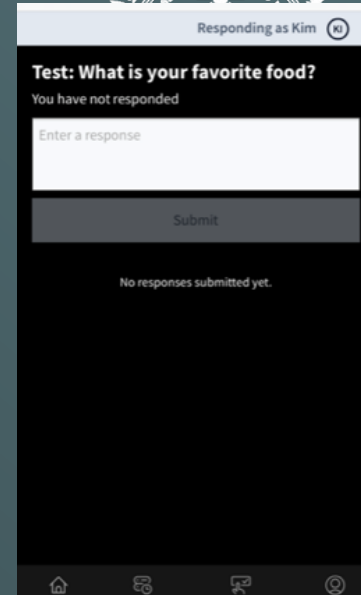 Responding as Kim KI
Test: What is your favorite food?
You have not responded
Enter a response
Submit
No responses submitted yet.